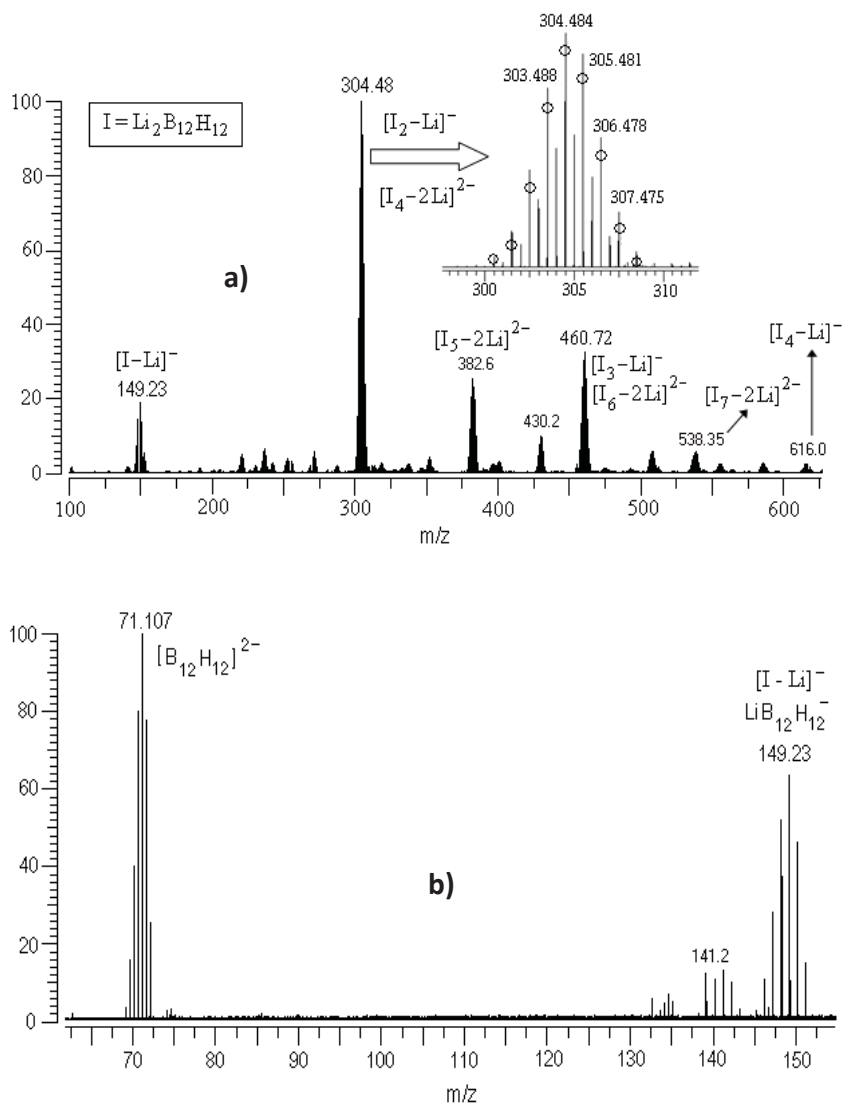 I=Li₂B₁₂H₁₂
304.48
[I₂–Li]⁻
[I₄–2Li]²⁻
304.484
303.488
305.481
306.478
307.475
300
305
310
a)
[I–Li]⁻
149.23
[I₅–2Li]²⁻
382.6
430.2
460.72
[I₃–Li]⁻
[I₆–2Li]²⁻
[I₇–2Li]²⁻
538.35
[I₄–Li]⁻
616.0
100
80
60
40
20
0
100
200
300
400
500
600
m/z
71.107
[B₁₂H₁₂]²⁻
b)
141.2
[I - Li]⁻
LiB₁₂H₁₂⁻
149.23
100
80
60
40
20
0
70
80
90
100
110
120
130
140
150
m/z